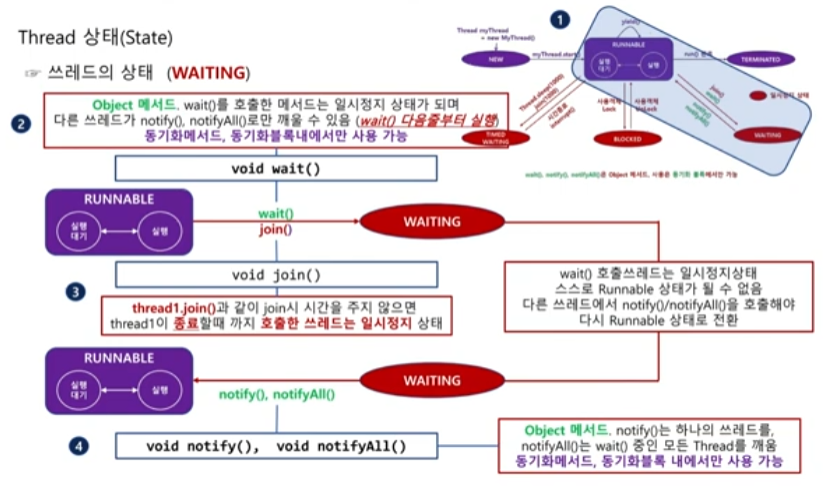 Thread 상태(State)
☞ 쓰레드의 상태 (WAITING)
1
Thread myThread
= new MyThread()
NEW
myThread.start()
yield()
RUNNABLE
실행
대기
실행
run()
TERMINATED
일시정지 상태
Thread.sleep(1000)
join(1000)
시간종료
interrupt()
사용객체
Lock
사용객체
UnLock
TIMED
WAITING
BLOCKED
WAITING
wait(), notify(), notifyAll()은 Object 메서드, 사용은 동기화 블록에서만 가능
2
Object 메서드. wait()를 호출한 메서드는 일시정지 상태가 되며
다른 쓰레드가 notify(), notifyAll()로만 깨울 수 있음 (wait() 다음줄부터 실행)
동기화메서드, 동기화블록내에서만 사용 가능
void wait()
RUNNABLE
실행
대기
실행
wait()
join()
WAITING
void join()
3
thread1.join()과 같이 join시 시간을 주지 않으면
thread1이 종료할때 까지 호출한 쓰레드는 일시정지 상태
wait() 호출쓰레드는 일시정지상태
스스로 Runnable 상태가 될 수 없음
다른 쓰레드에서 notify()/notifyAll()을 호출해야
다시 Runnable 상태로 전환
RUNNABLE
실행
대기
실행
notify(), notifyAll()
WAITING
4
void notify(), void notifyAll()
Object 메서드. notify()는 하나의 쓰레드를,
notifyAll()는 wait() 중인 모든 Thread를 깨움
동기화메서드, 동기화블록 내에서만 사용 가능